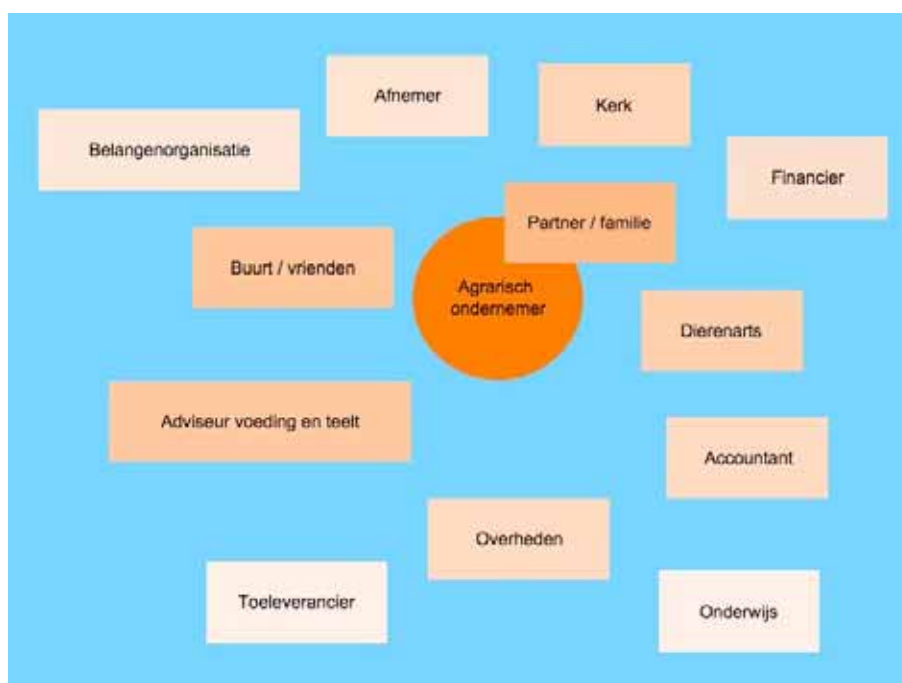 Afnemer
Kerk
Belangenorganisatie
Financier
Partner / familie
Buurt / vrienden
Agrarisch
ondernemer
Dierenarts
Adviseur voeding en teelt
Accountant
Overheden
Toeleverancier
Onderwijs